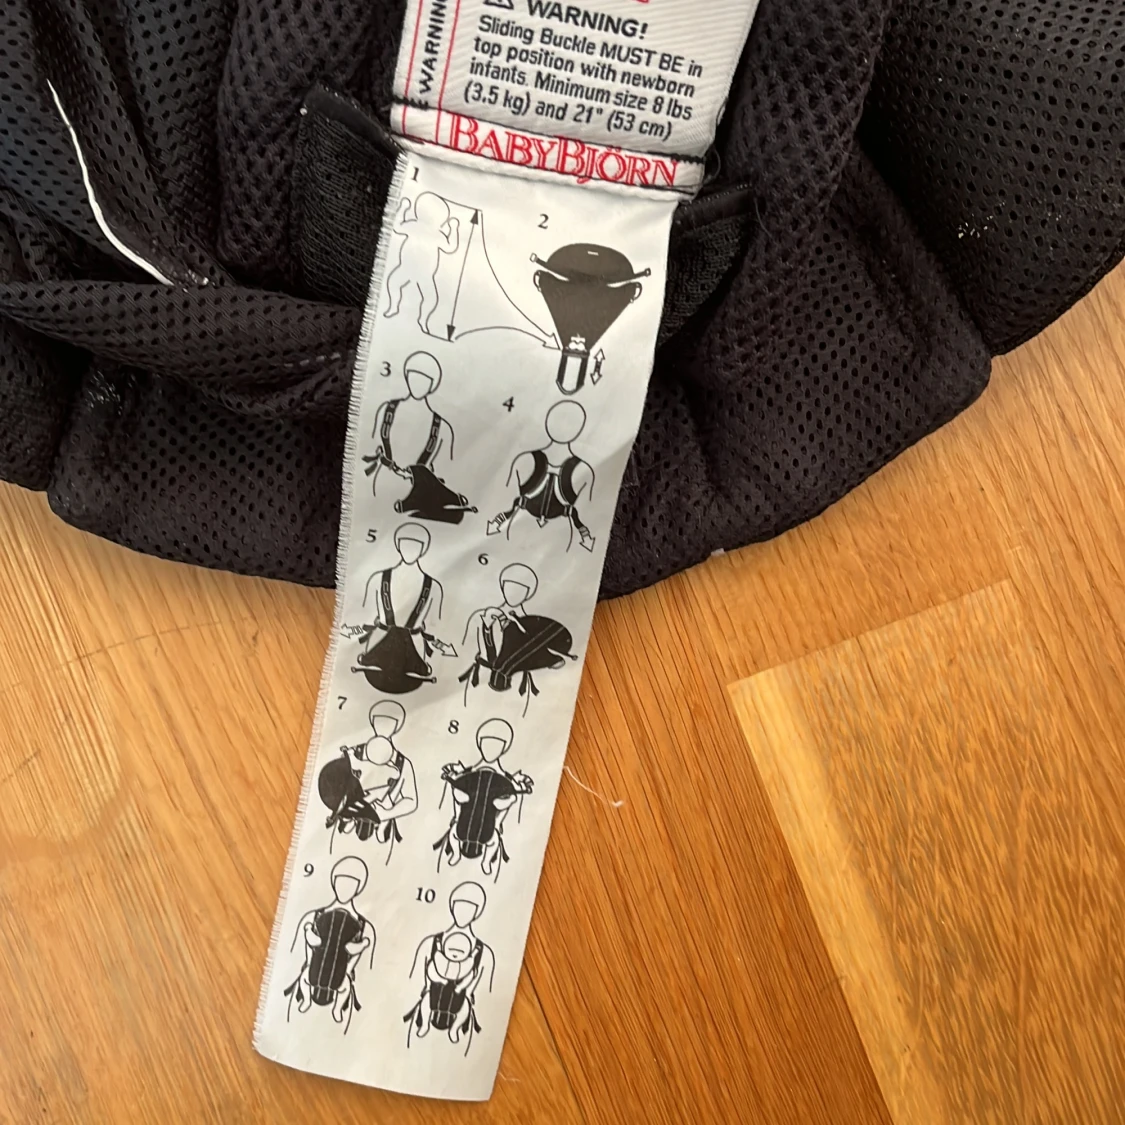 WARNING!
Sliding Buckle MUST BE in
top position with newborn
infants. Minimum size 8 lbs
(3.5 kg) and 21" (53 cm)
WARNING
BABYBJÖRN
1
2
3
4
5
6
7
8
9
10